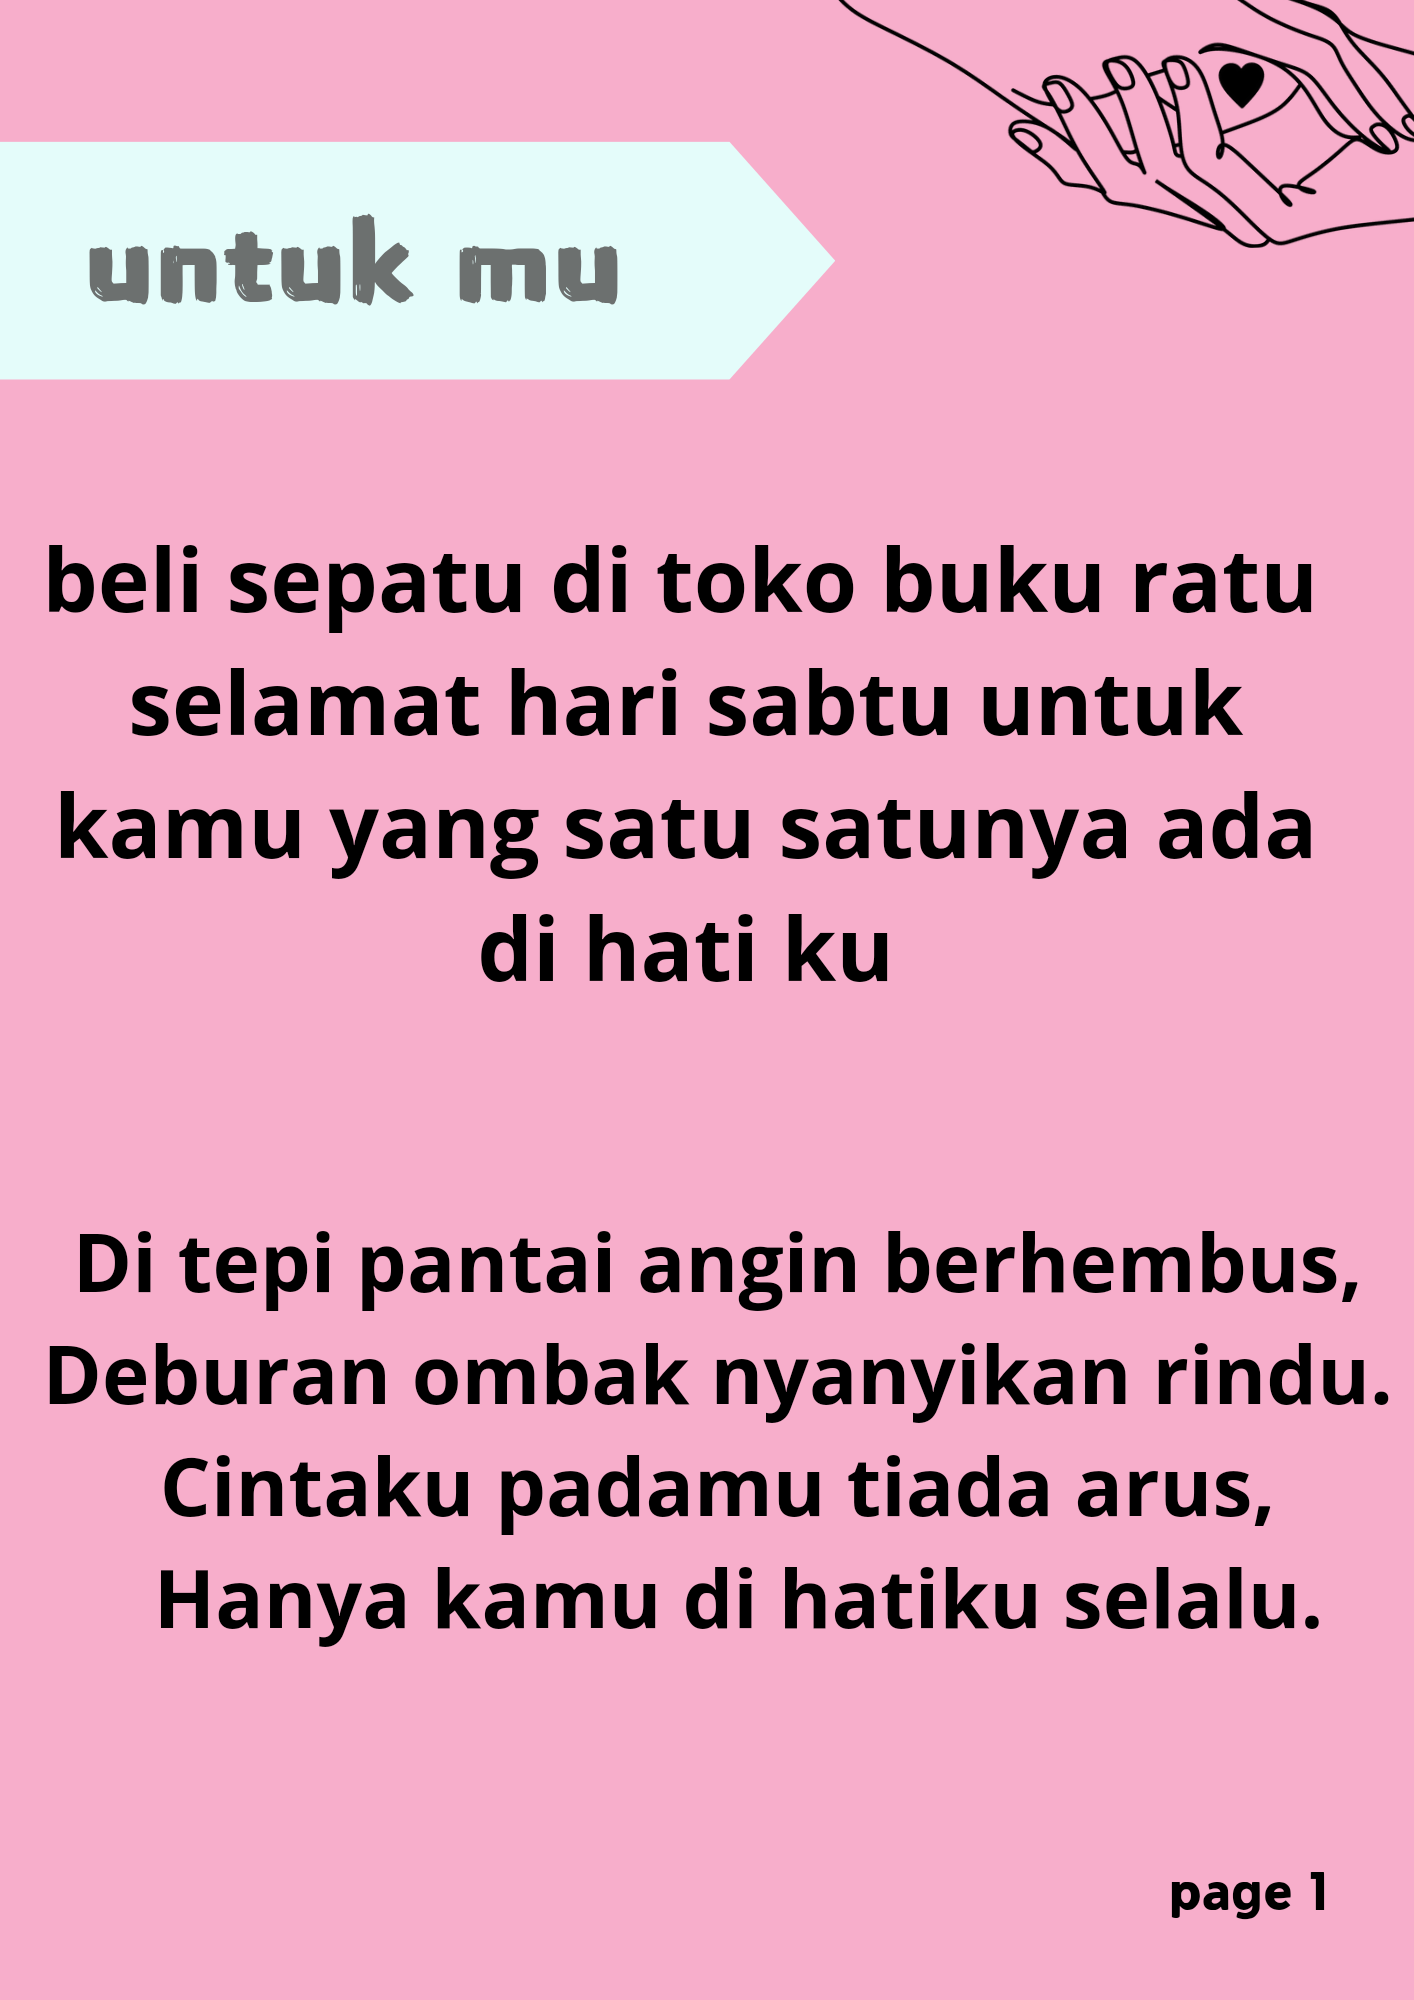 untuk mu
beli sepatu di toko buku ratu
selamat hari sabtu untuk
kamu yang satu satunya ada
di hati ku
Di tepi pantai angin berhembus,
Deburan ombak nyanyikan rindu.
Cintaku padamu tiada arus,
Hanya kamu di hatiku selalu.
page 1